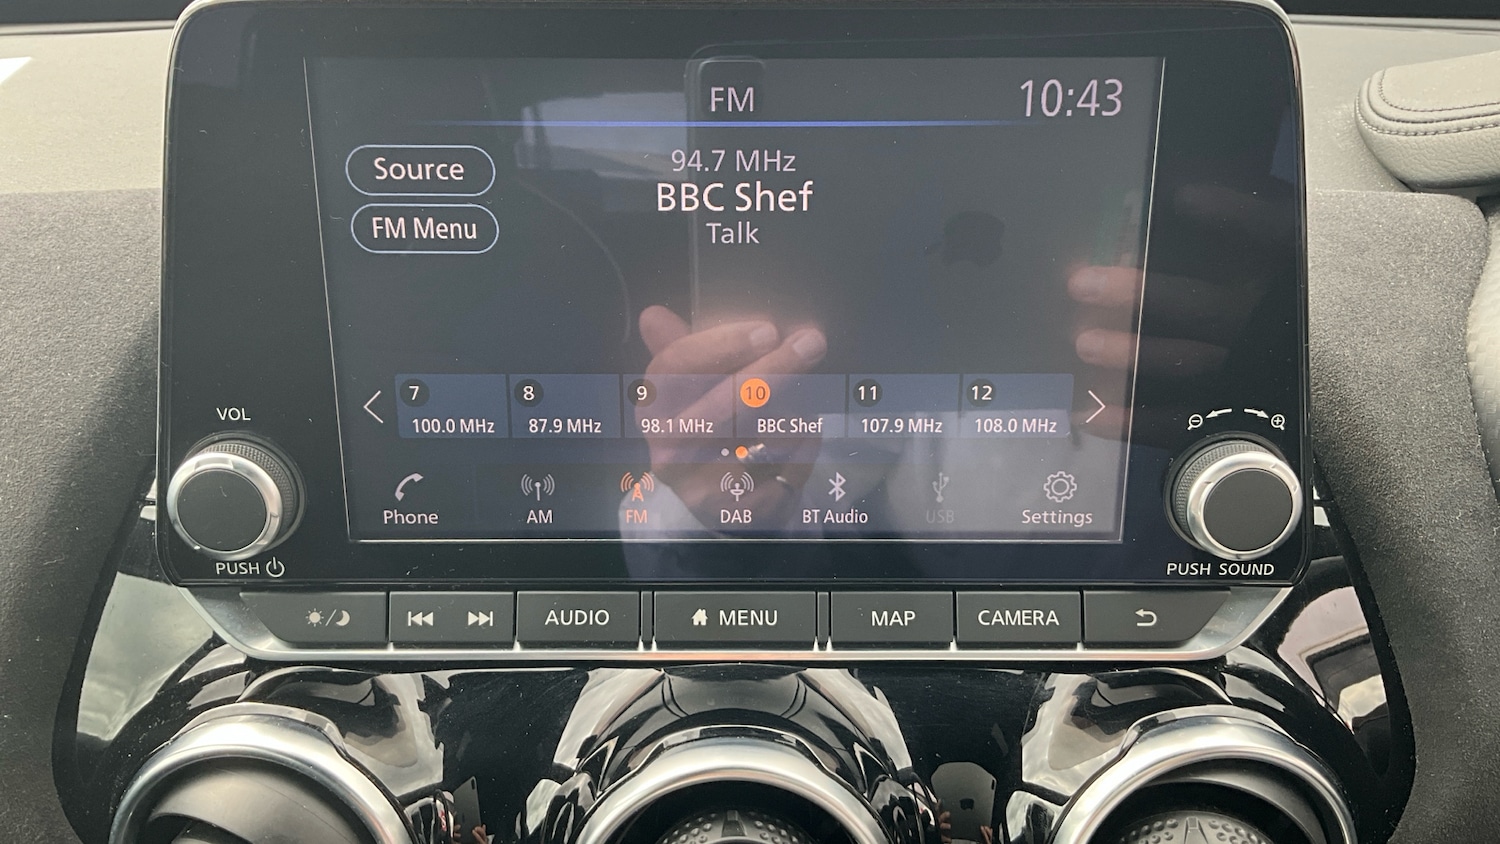 FM
10:43
Source
FM Menu
94.7 MHz
BBC Shef
Talk
7
100.0 MHz
8
87.9 MHz
9
98.1 MHz
10
BBC Shef
11
107.9 MHz
12
108.0 MHz
Phone
AM
FM
DAB
BT Audio
USB
Settings
VOL
PUSH
PUSH SOUND
AUDIO
MENU
MAP
CAMERA